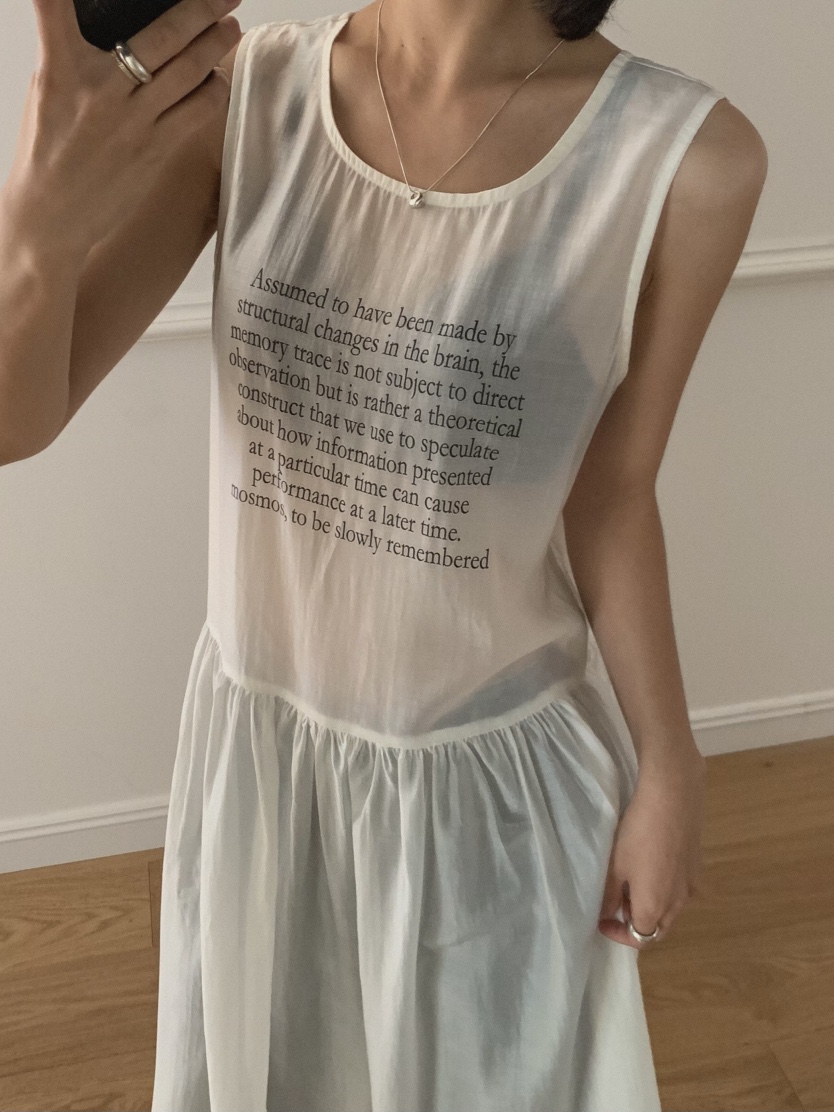 Assumed to have been made by
structural changes in the brain, the
memory trace is not subject to direct
observation but is rather a theoretical
construct that we use to speculate
about how information presented
at a particular time can cause
performance at a later time.
mosmos, to be slowly remembered